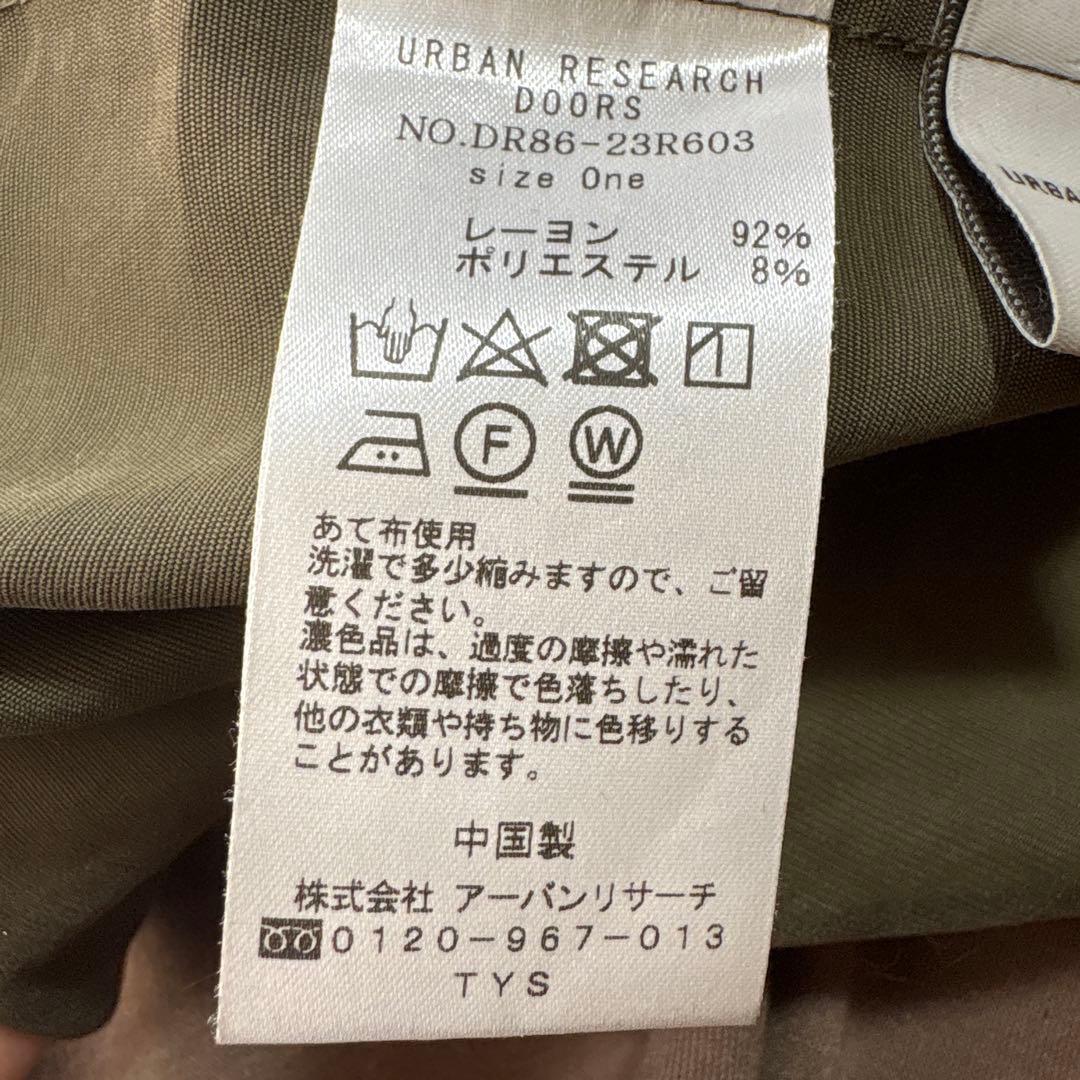 URBAN RESEARCH
DOORS
NO.DR86-23R603
size One
レーヨン 92%
ポリエステル 8%
F W
あて布使用
洗濯で多少縮みますので、ご留
意ください。
濃色品は、過度の摩擦や濡れた
状態での摩擦で色落ちしたり、
他の衣類や持ち物に色移りする
ことがあります。
中国製
株式会社 アーバンリサーチ
0120-967-013
TYS